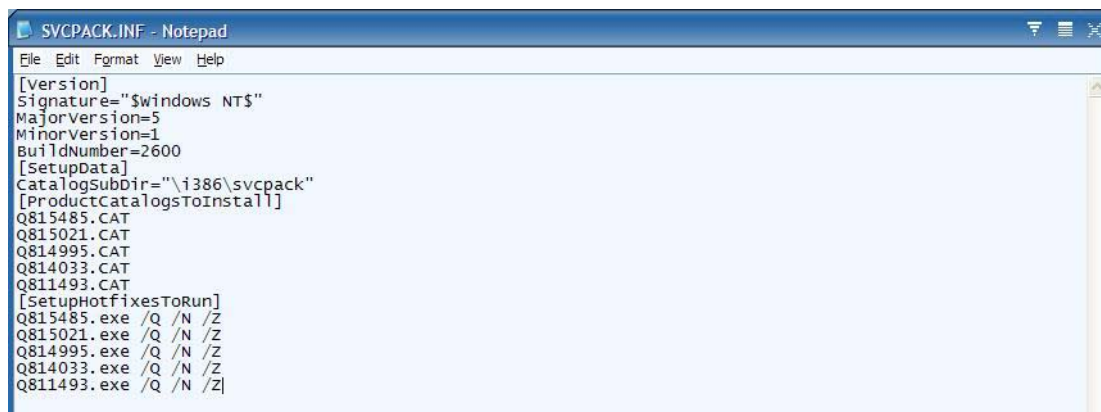 SVCPACK.INF - Notepad
File Edit Format View Help
[Version]
Signature="$Windows NT$"
MajorVersion=5
MinorVersion=1
BuildNumber=2600
[SetupData]
CatalogSubDir="\i386\svcpack"
[ProductCatalogsToInstall]
Q815485.CAT
Q815021.CAT
Q814995.CAT
Q814033.CAT
Q811493.CAT
[SetupHotfixesToRun]
Q815485.exe /Q /N /Z
Q815021.exe /Q /N /Z
Q814995.exe /Q /N /Z
Q814033.exe /Q /N /Z
Q811493.exe /Q /N /Z